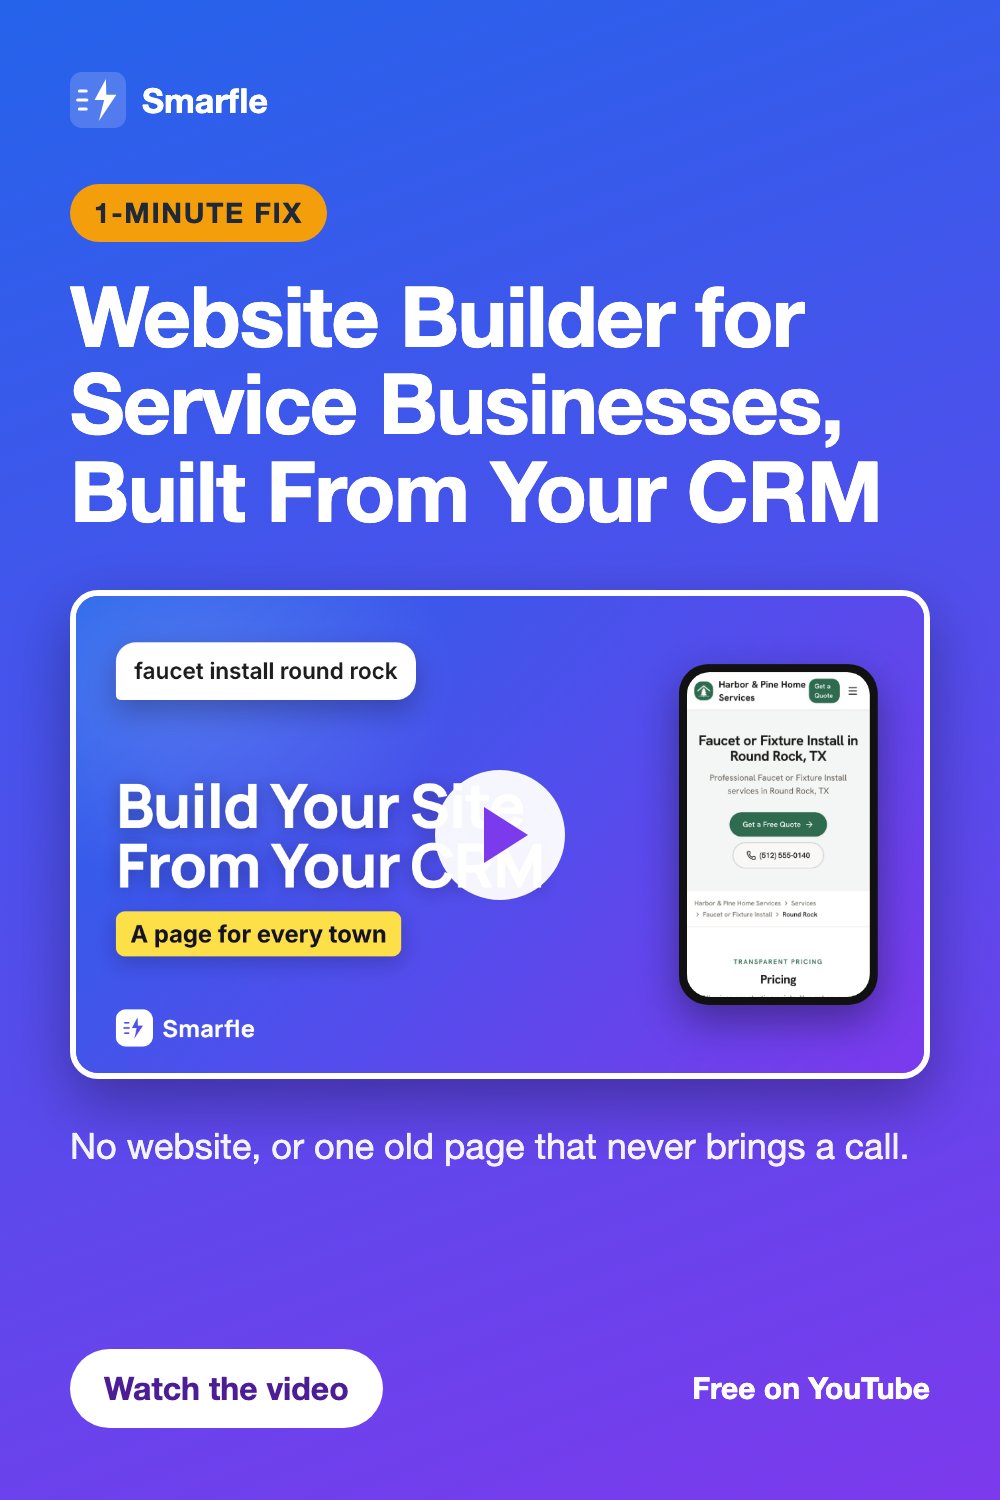 Smarfle
1-MINUTE FIX
Website Builder for
Service Businesses,
Built From Your CRM
faucet install round rock
Build Your Site
From Your CRM
A page for every town
Smarfle
Harbor & Pine Home
Services
Get a
Quote
Faucet or Fixture Install in
Round Rock, TX
Professional Faucet or Fixture Install
services in Round Rock, TX
Get a Free Quote →
(512) 555-0140
Harbor & Pine Home Services > Services
> Faucet or Fixture Install > Round Rock
TRANSPARENT PRICING
Pricing
No website, or one old page that never brings a call.
Watch the video
Free on YouTube